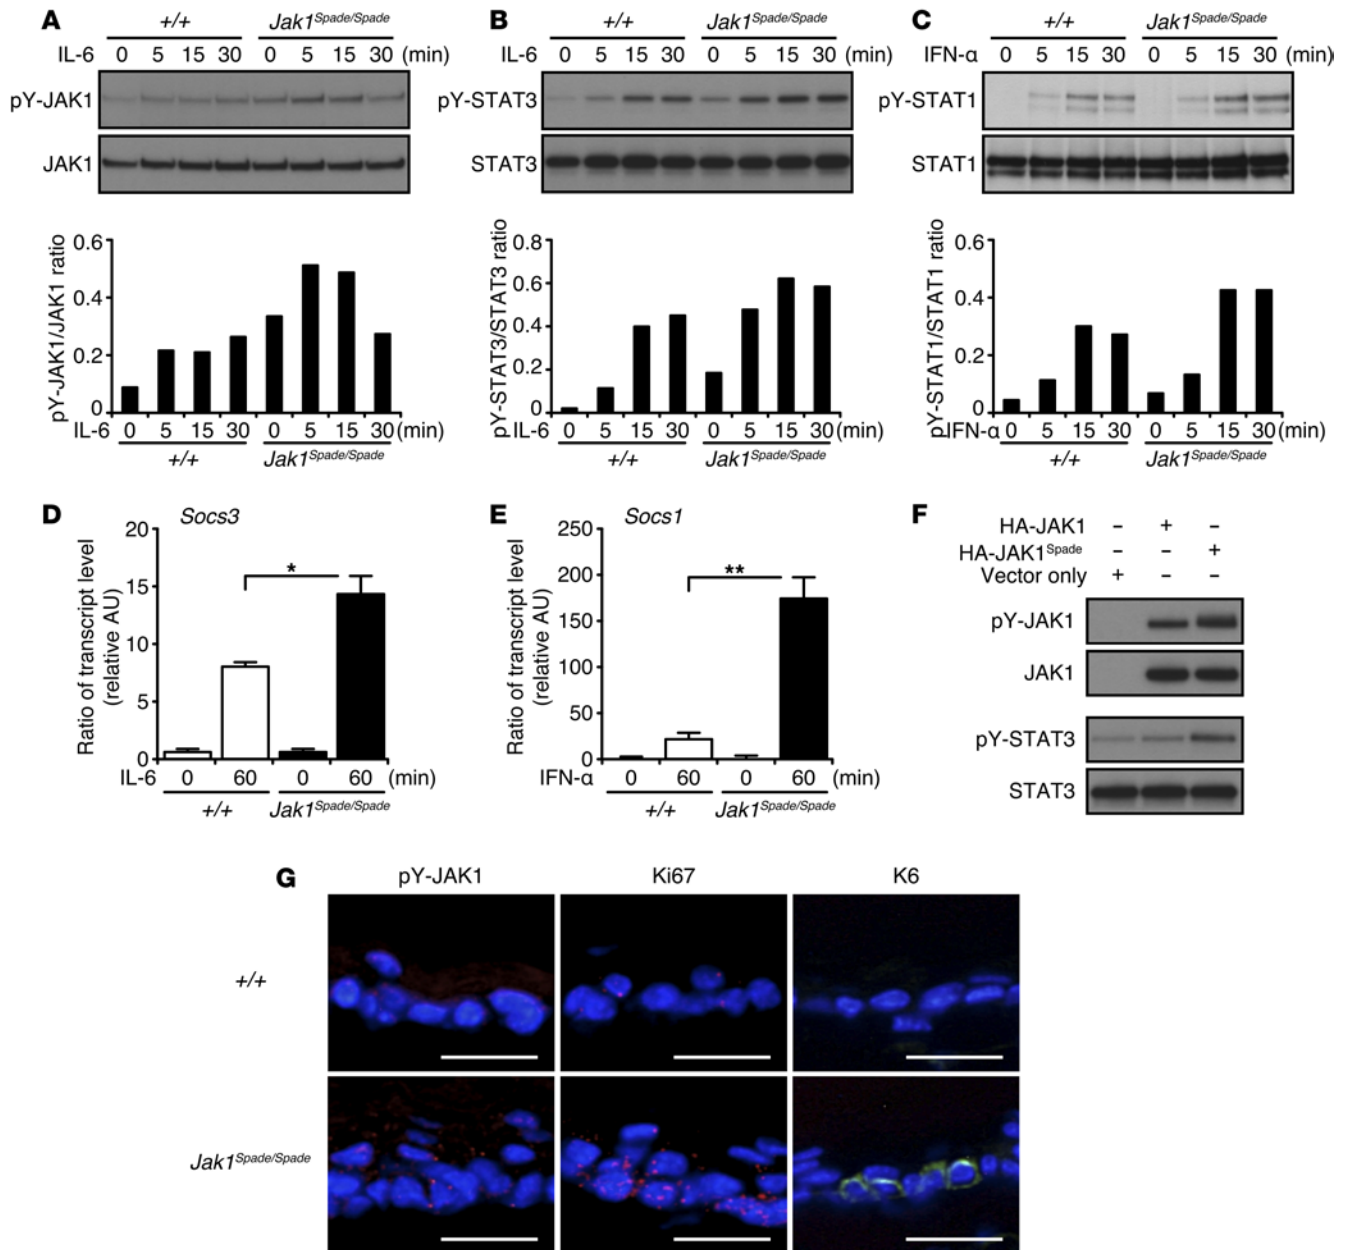 A +/+ Jak1Spade/Spade
IL-6 0 5 15 30 0 5 15 30 (min)
pY-JAK1
JAK1
pY-JAK1/JAK1 ratio
0.6
0.4
0.2
0
IL-6 0 5 15 30 0 5 15 30 (min)
+/+ Jak1Spade/Spade
B +/+ Jak1Spade/Spade
IL-6 0 5 15 30 0 5 15 30 (min)
pY-STAT3
STAT3
pY-STAT3/STAT3 ratio
0.8
0.6
0.4
0.2
0
IL-6 0 5 15 30 0 5 15 30 (min)
+/+ Jak1Spade/Spade
C +/+ Jak1Spade/Spade
IFN-α 0 5 15 30 0 5 15 30 (min)
pY-STAT1
STAT1
pY-STAT1/STAT1 ratio
0.6
0.4
0.2
0
IFN-α 0 5 15 30 0 5 15 30 (min)
+/+ Jak1Spade/Spade
D Socs3
Ratio of transcript level
(relative AU)
20
15
10
5
0
*
IL-6 0 60 0 60 (min)
+/+ Jak1Spade/Spade
E Socs1
Ratio of transcript level
(relative AU)
250
200
150
100
50
0
**
IFN-α 0 60 0 60 (min)
+/+ Jak1Spade/Spade
F
HA-JAK1 – + –
HA-JAK1Spade – – +
Vector only + – –
pY-JAK1
JAK1
pY-STAT3
STAT3
G pY-JAK1 Ki67 K6
+/+
Jak1Spade/Spade